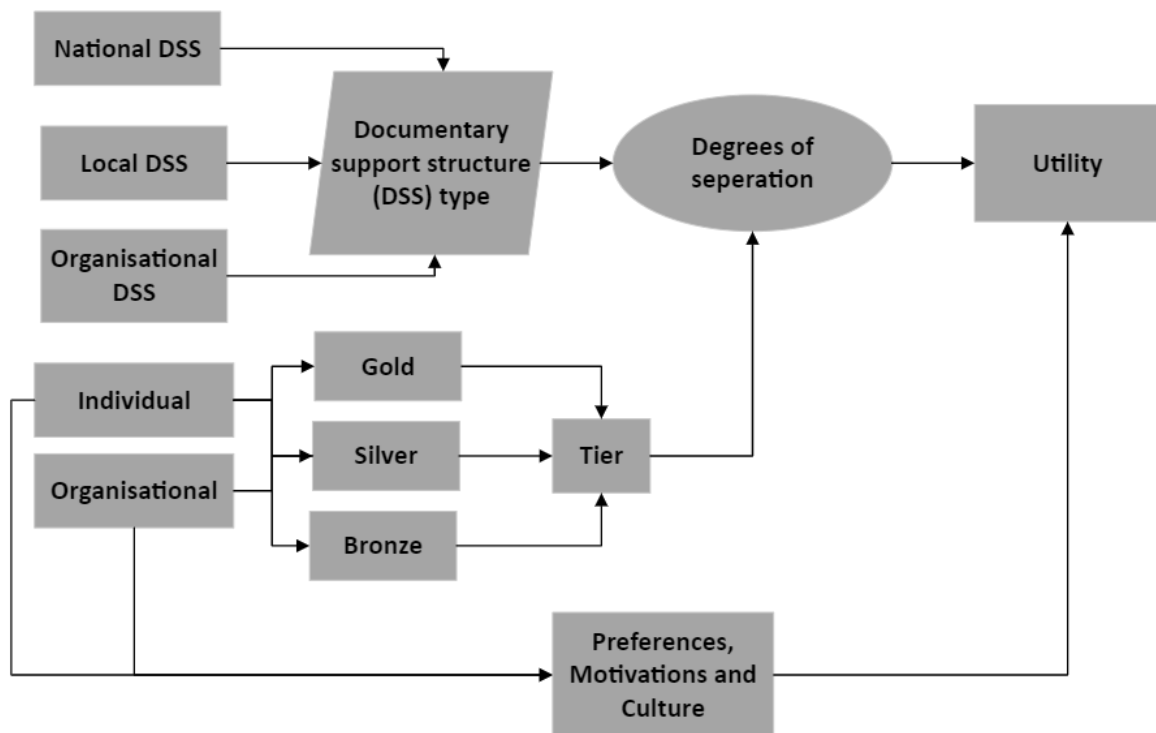 National DSS
Local DSS
Organisational
DSS
Documentary
support structure
(DSS) type
Degrees of
seperation
Utility
Individual
Organisational
Gold
Silver
Bronze
Tier
Preferences,
Motivations and
Culture